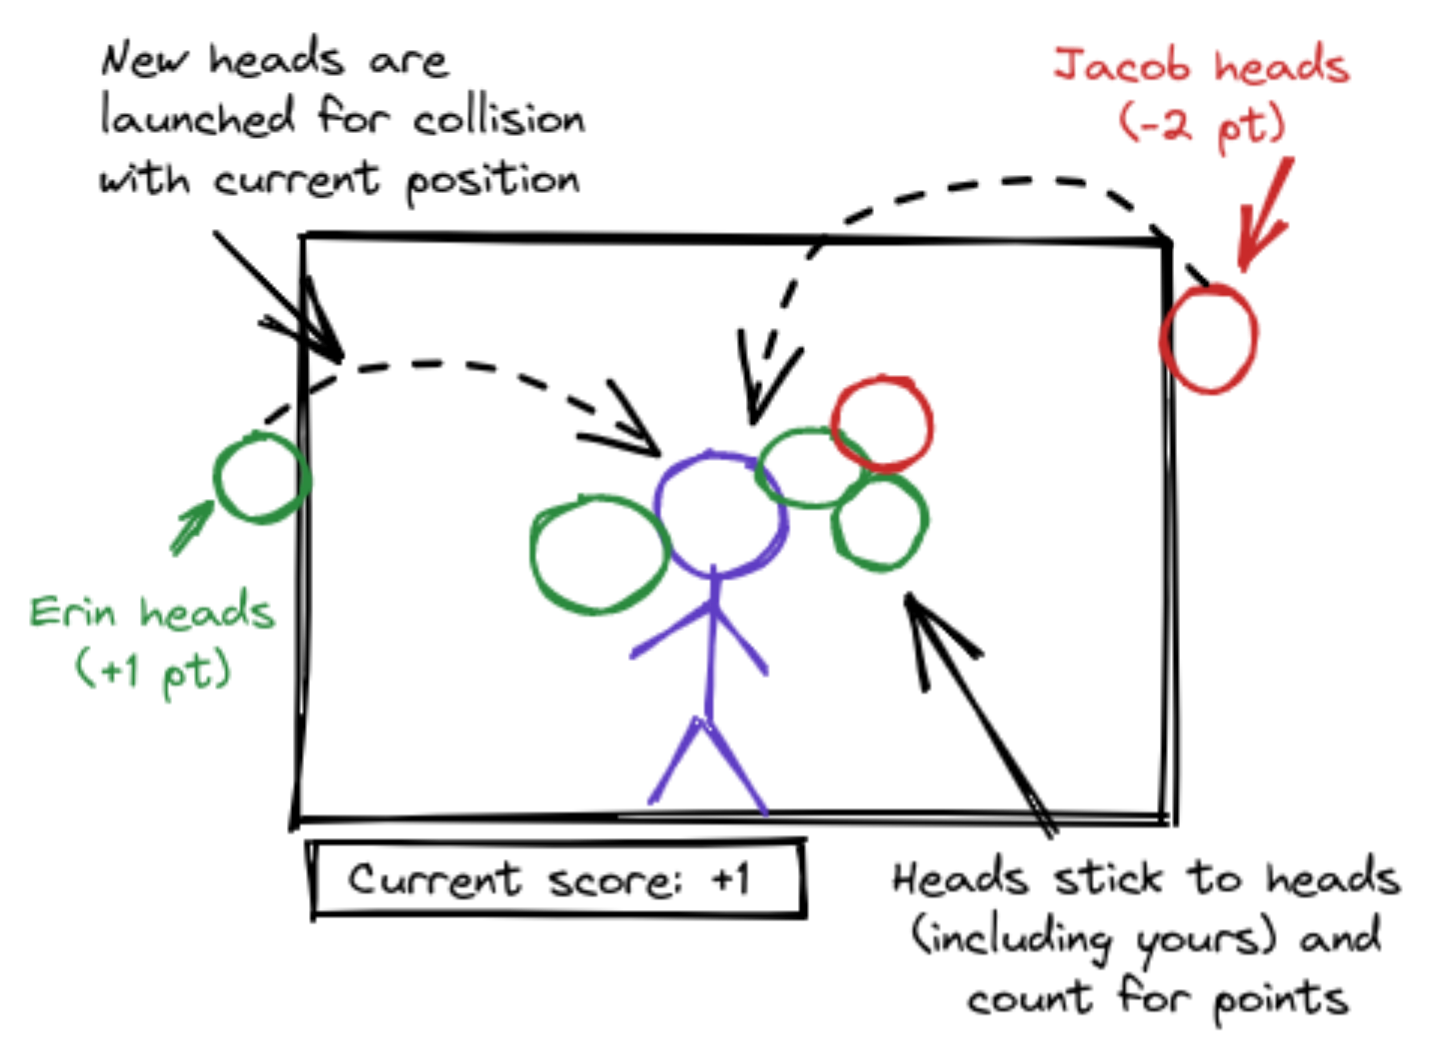 New heads are
launched for collision
with current position
Jacob heads
(-2 pt)
Erin heads
(+1 pt)
Current score: +1
Heads stick to heads
(including yours) and
count for points